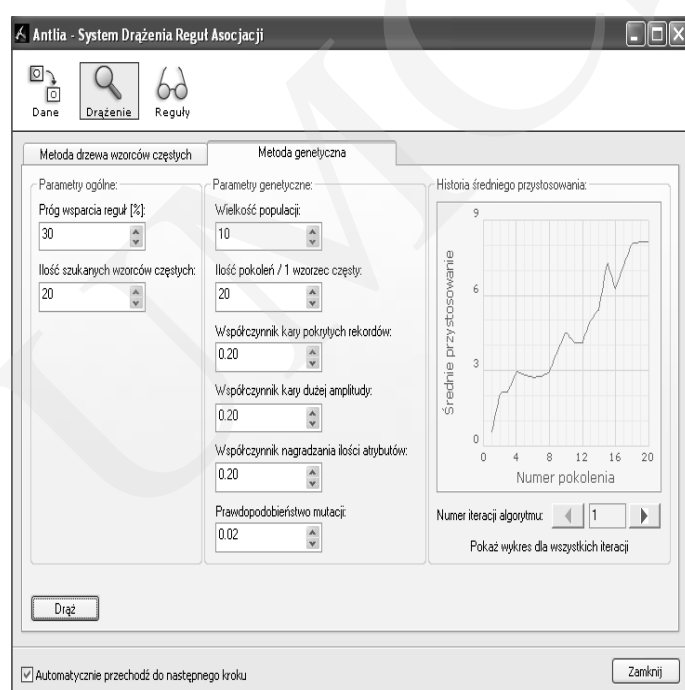 Antlia - System Drążenia Reguł Asocjacji
Dane
Drążenie
Reguły
Metoda drzewa wzorców częstych
Metoda genetyczna
Parametry ogólne:
Próg wsparcia reguł [%]:
30
Ilość szukanych wzorców częstych:
20
Parametry genetyczne:
Wielkość populacji:
10
Ilość pokoleń / 1 wzorzec częsty:
20
Współczynnik kary pokrytych rekordów:
0.20
Współczynnik kary dużej amplitudy:
0.20
Współczynnik nagradzania ilości atrybutów:
0.20
Prawdopodobieństwo mutacji:
0.02
Historia średniego przystosowania:
Średnie przystosowanie
9
6
3
0
0 4 8 12 16 20
Numer pokolenia
Numer iteracji algorytmu:
1
Pokaż wykres dla wszystkich iteracji
Drąż
Automatycznie przechodź do następnego kroku
Zamknij
UMCS